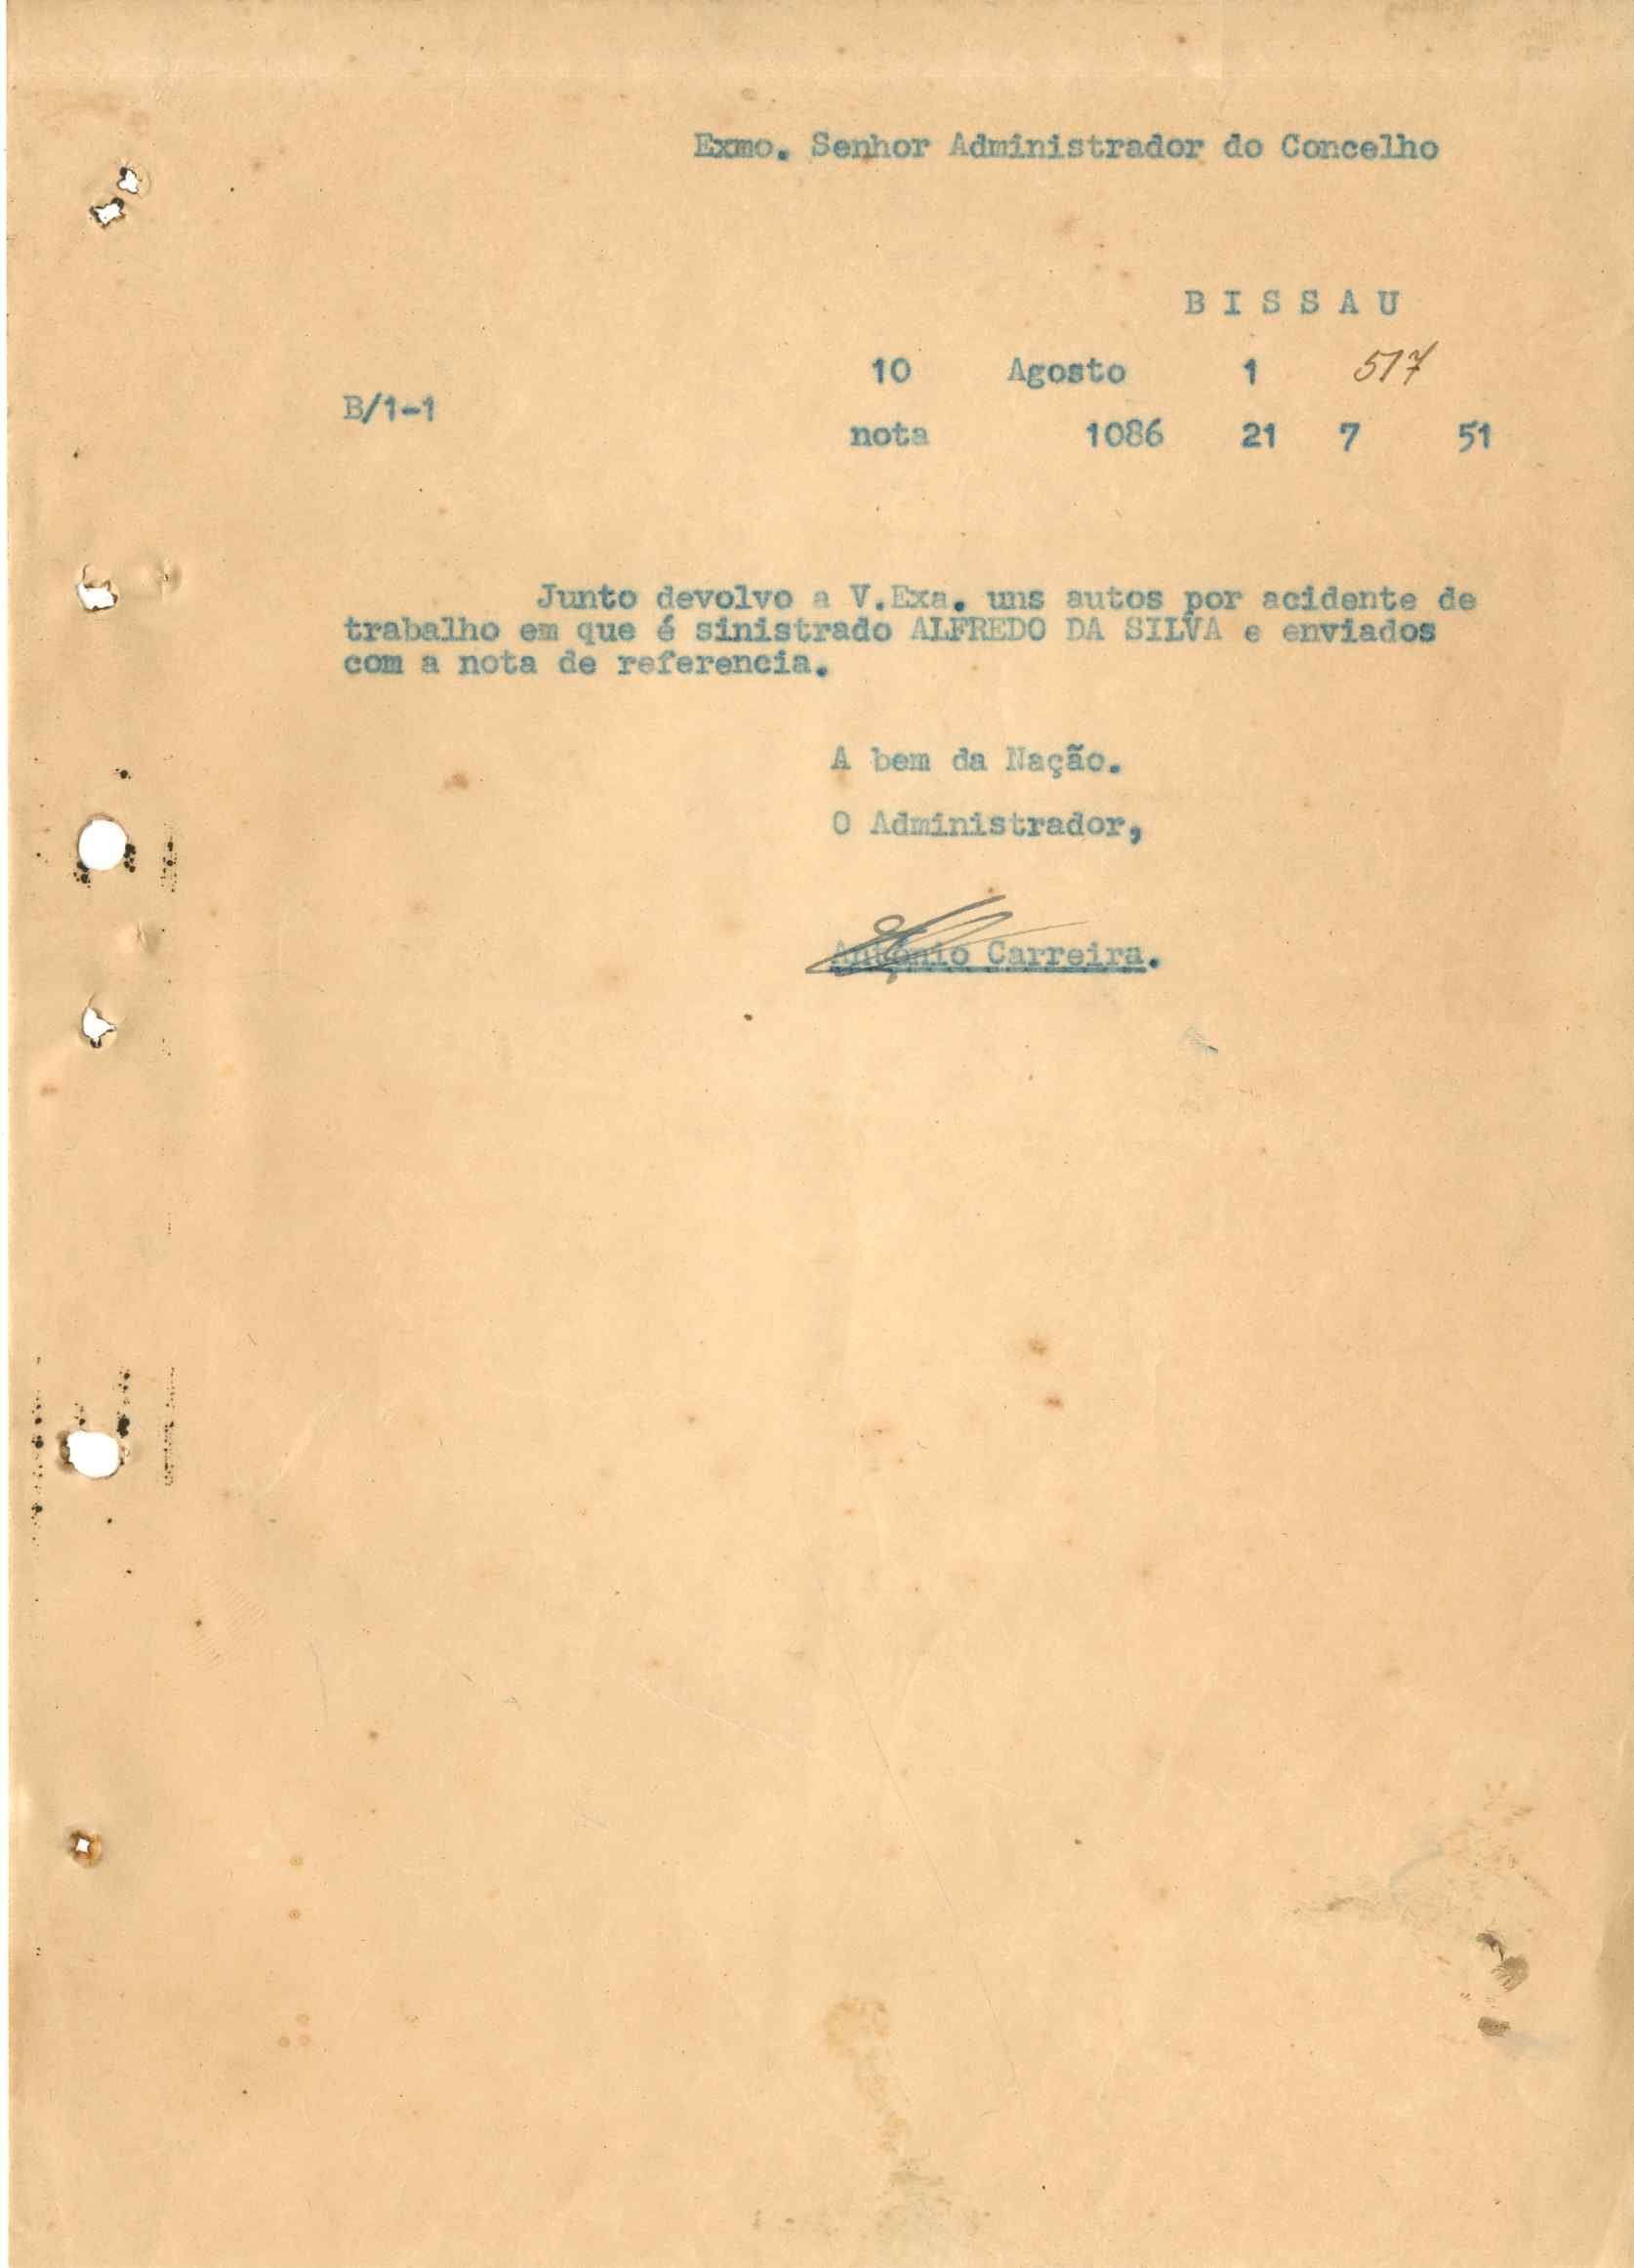 Exmo. Senhor Administrador do Concelho
B I S S A U
10 Agosto 1 517
B/1-1
nota 1086 21 7 51
Junto devolvo a V.Exa. uns autos por acidente de
trabalho em que é sinistrado ALFREDO DA SILVA e enviados
com a nota de referencia.
A bem da Nação.
O Administrador,
António Carreira.